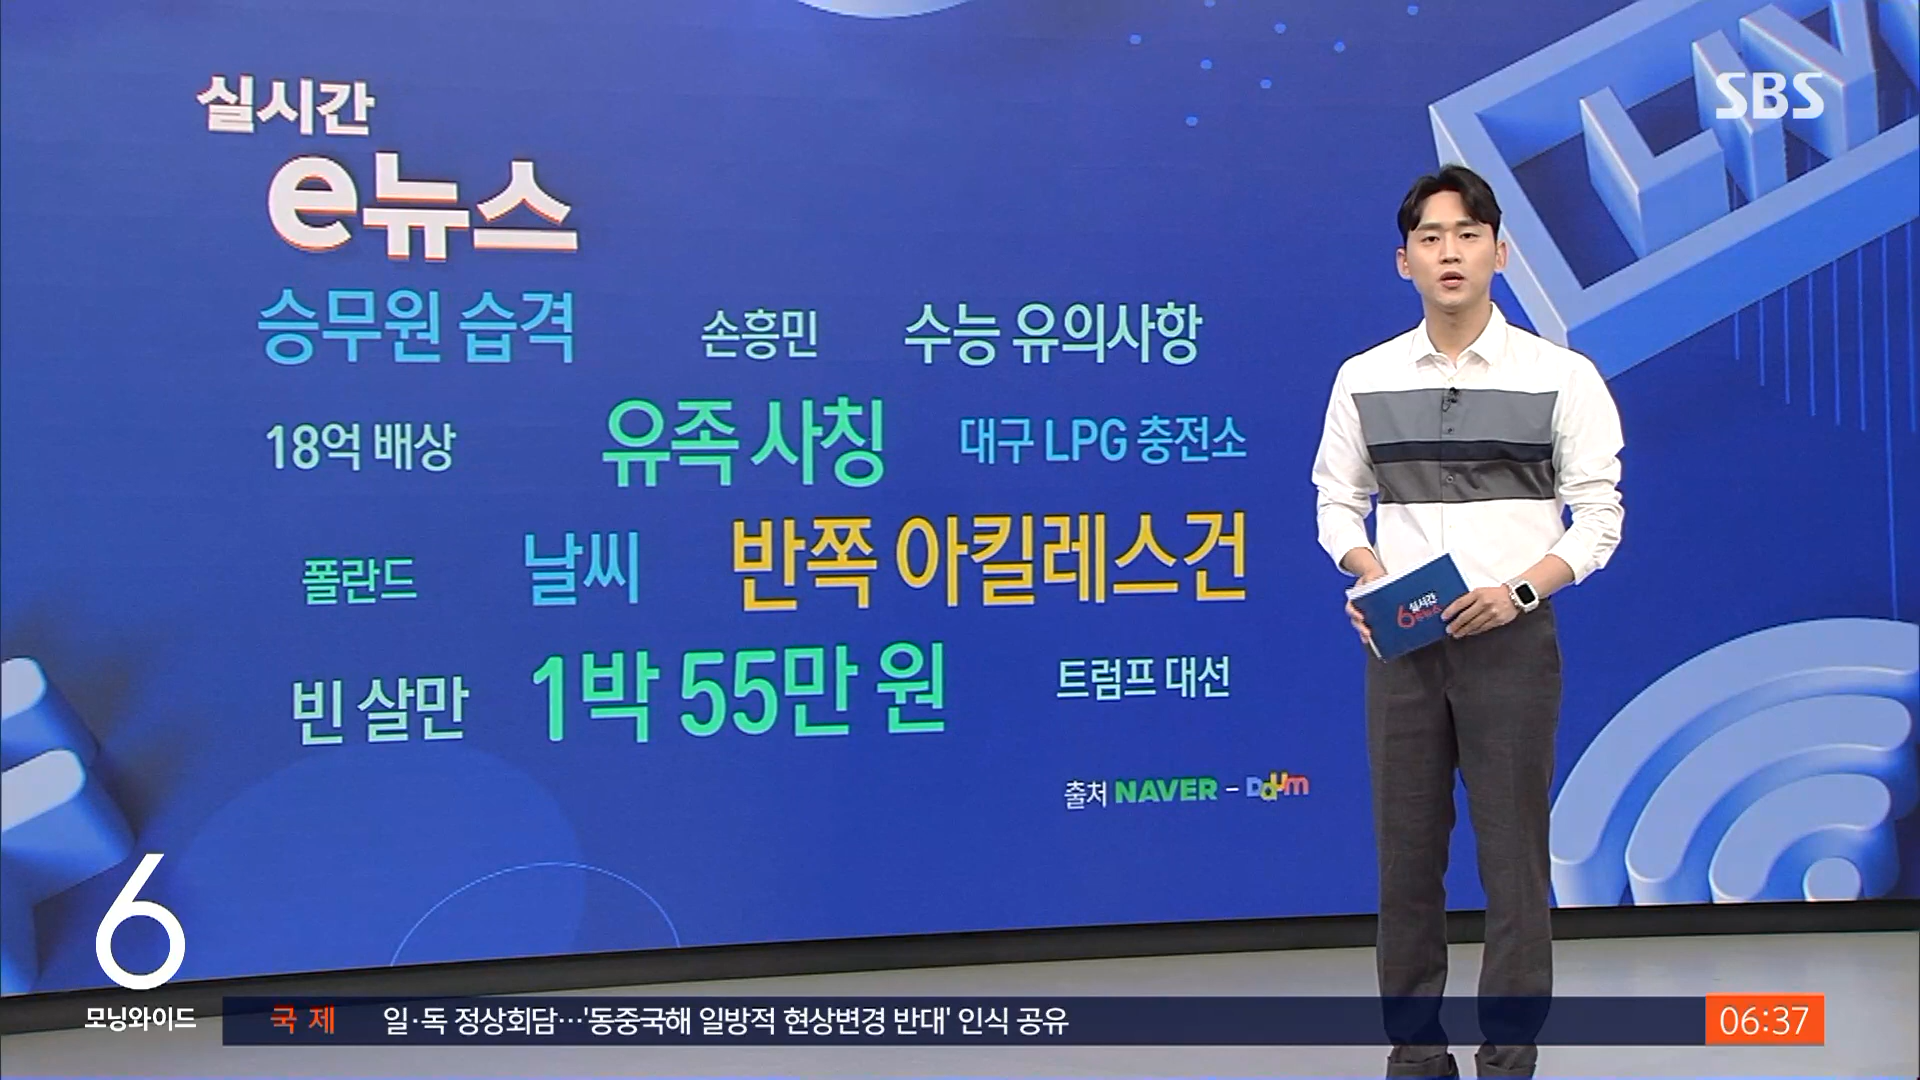 실시간
e뉴스
LIV
SBS
승무원 습격
손흥민
수능 유의사항
18억 배상
유족 사칭
대구 LPG 충전소
폴란드
날씨
반쪽 아킬레스건
빈 살만
1박 55만 원
트럼프 대선
출처 NAVER - Daum
실시간
6
모닝와이드
국 제
일·독 정상회담…'동중국해 일방적 현상변경 반대' 인식 공유
06:37